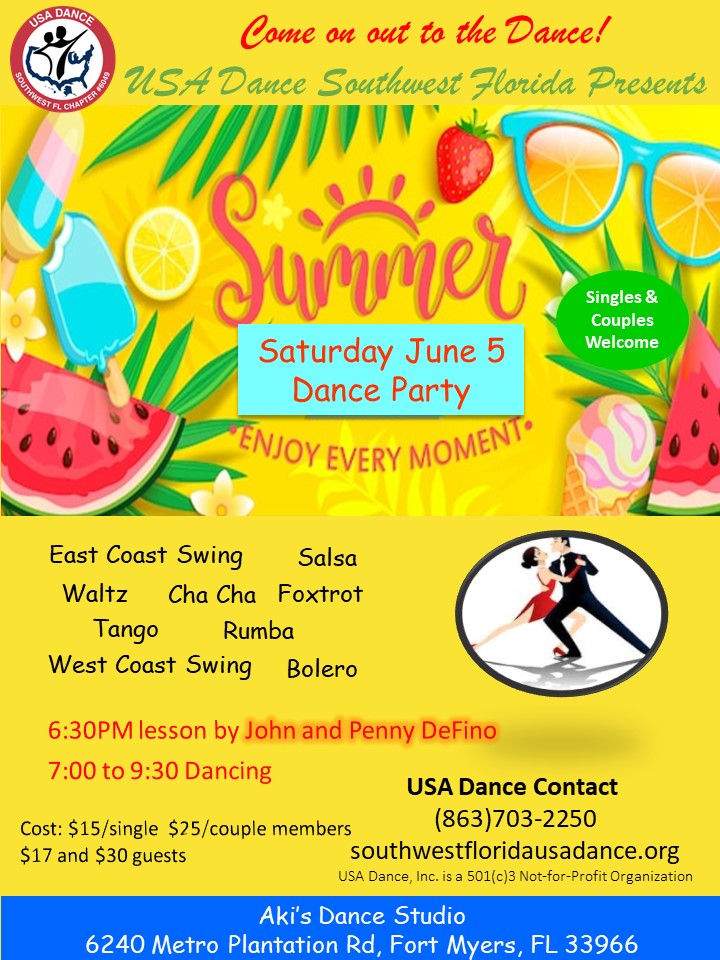 USA DANCE
SOUTHWEST FL CHAPTER #6049
Come on out to the Dance!
USA Dance Southwest Florida Presents
Summer
Singles &
Couples
Welcome
Saturday June 5
Dance Party
•ENJOY EVERY MOMENT•
East Coast Swing Salsa
Waltz Cha Cha Foxtrot
Tango Rumba
West Coast Swing Bolero
6:30PM lesson by John and Penny DeFino
7:00 to 9:30 Dancing
USA Dance Contact
(863)703-2250
southwestfloridausadance.org
USA Dance, Inc. is a 501(c)3 Not-for-Profit Organization
Cost: $15/single $25/couple members
$17 and $30 guests
Aki's Dance Studio
6240 Metro Plantation Rd, Fort Myers, FL 33966